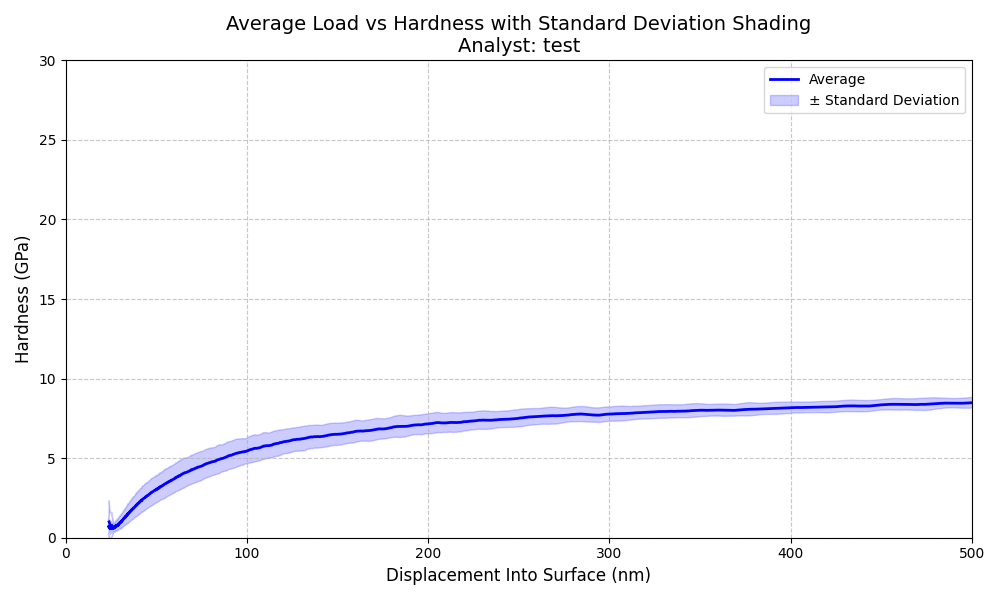 Average Load vs Hardness with Standard Deviation Shading
Analyst: test
Average
± Standard Deviation
Hardness (GPa)
30
25
20
15
10
5
0
0 100 200 300 400 500
Displacement Into Surface (nm)